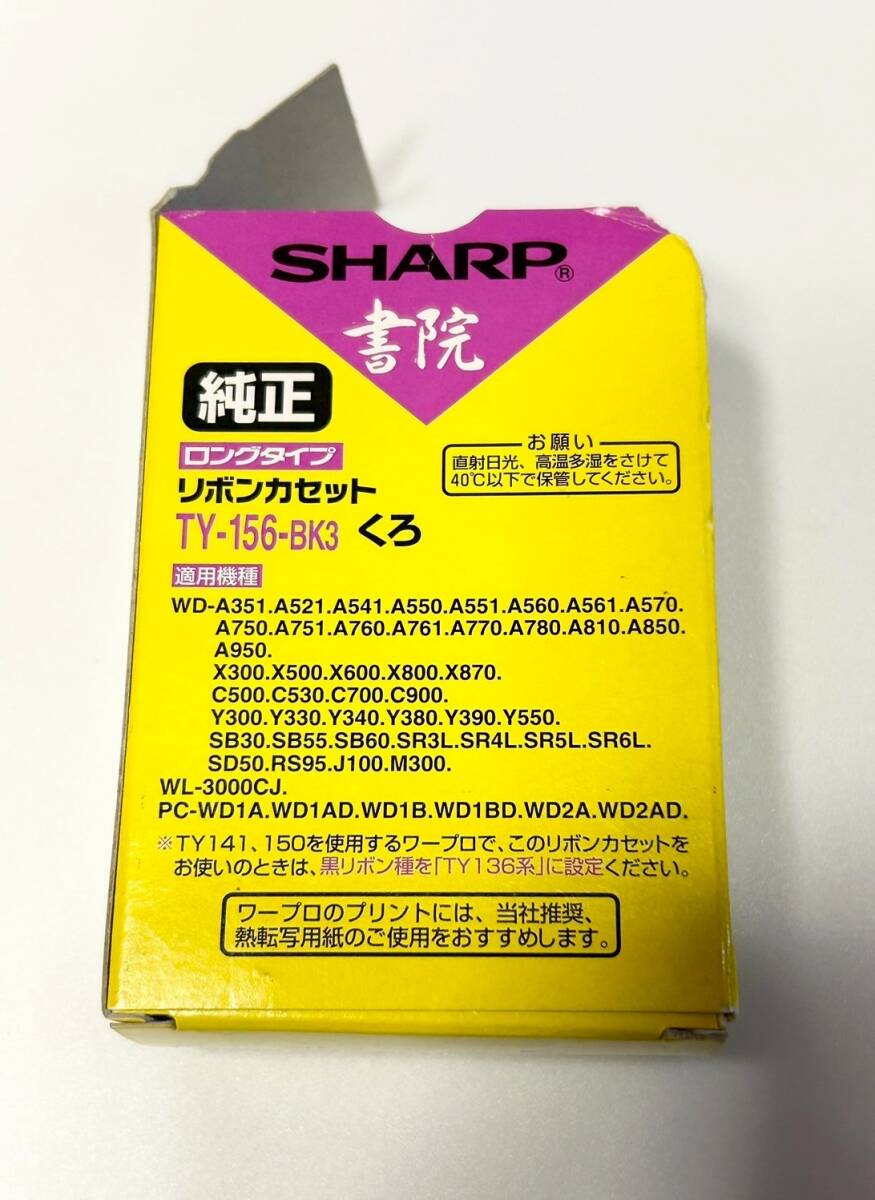 SHARP®
書院
純正
ロングタイプ
リボンカセット
TY-156-BK3 くろ
お願い
直射日光、高温多湿をさけて
40℃以下で保管してください。
適用機種
WD-A351.A521.A541.A550.A551.A560.A561.A570.
A750.A751.A760.A761.A770.A780.A810.A850.
A950.
X300.X500.X600.X800.X870.
C500.C530.C700.C900.
Y300.Y330.Y340.Y380.Y390.Y550.
SB30.SB55.SB60.SR3L.SR4L.SR5L.SR6L.
SD50.RS95.J100.M300.
WL-3000CJ.
PC-WD1A.WD1AD.WD1B.WD1BD.WD2A.WD2AD.
※TY141、150を使用するワープロで、このリボンカセットを
お使いのときは、黒リボン種を「TY136系」に設定ください。
ワープロのプリントには、当社推奨、
熱転写用紙のご使用をおすすめします。